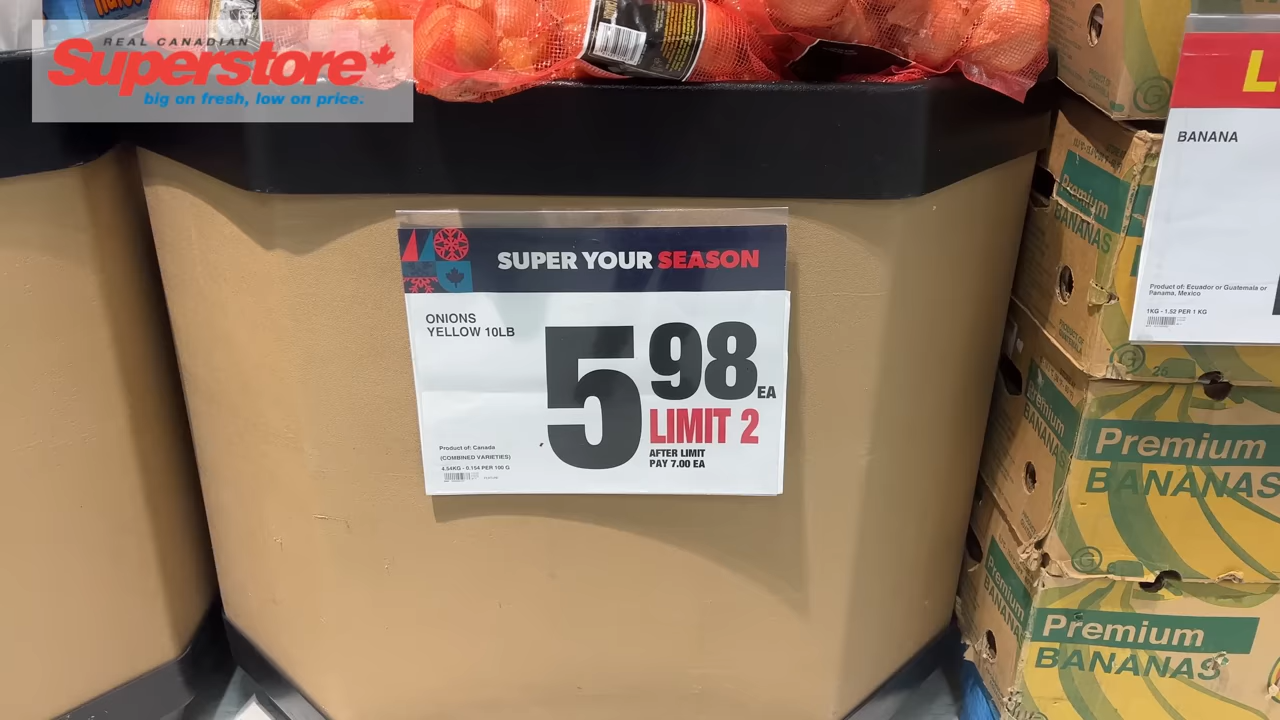 REAL CANADIAN
Superstore
big on fresh, low on price.
SUPER YOUR SEASON
ONIONS
YELLOW 10LB
5 98 EA
LIMIT 2
AFTER LIMIT
PAY 7.00 EA
Product of: Canada
(COMBINED VARIETIES)
4.54KG - 0.154 PER 100 G
L
BANANA
Product of: Ecuador or Guatemala or
Panama, Mexico
1KG - 1.52 PER 1 KG
Premium
BANANAS
Premium
BANANAS
Premium
BANANAS
Premium
BANANAS
Premium
BANANAS